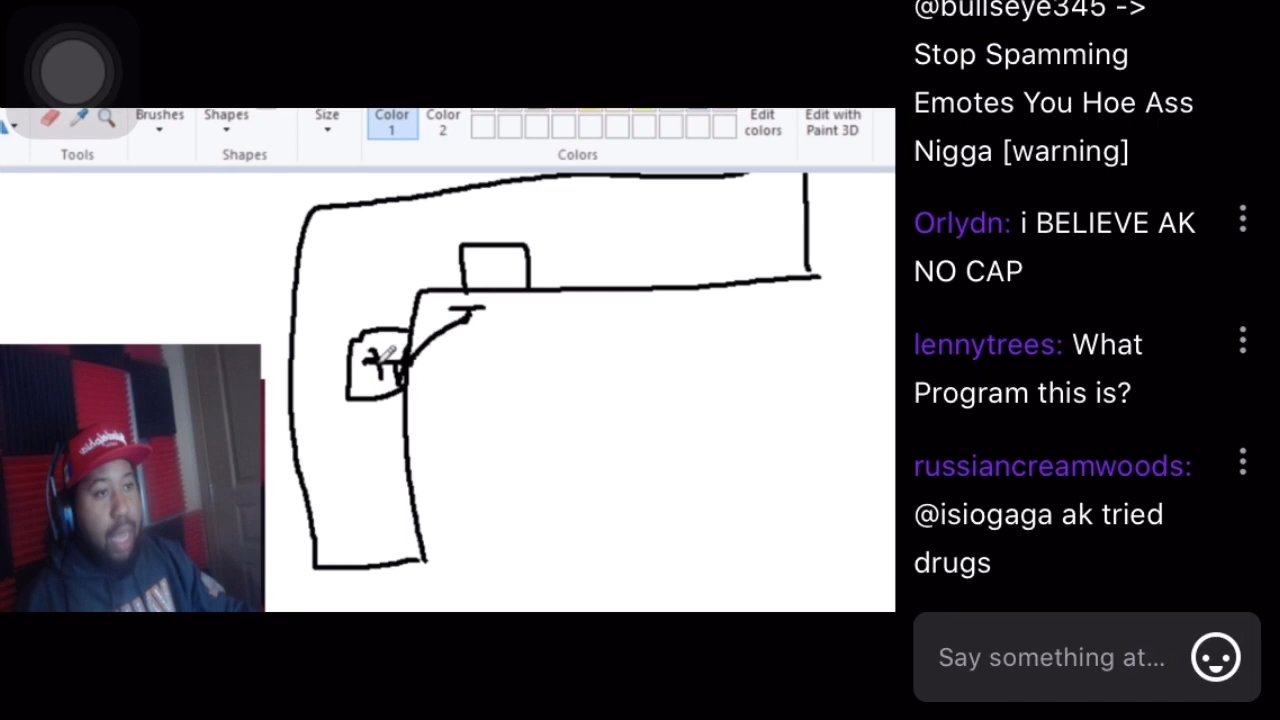 @bullseye345 ->
Stop Spamming
Emotes You Hoe Ass
Nigga [warning]
Orlydn: i BELIEVE AK
NO CAP
lennytrees: What
Program this is?
russiancreamwoods:
@isiogaga ak tried
drugs
Say something at...
Brushes
Shapes
Size
Color
1
Color
2
Edit
colors
Edit with
Paint 3D
Tools
Shapes
Colors